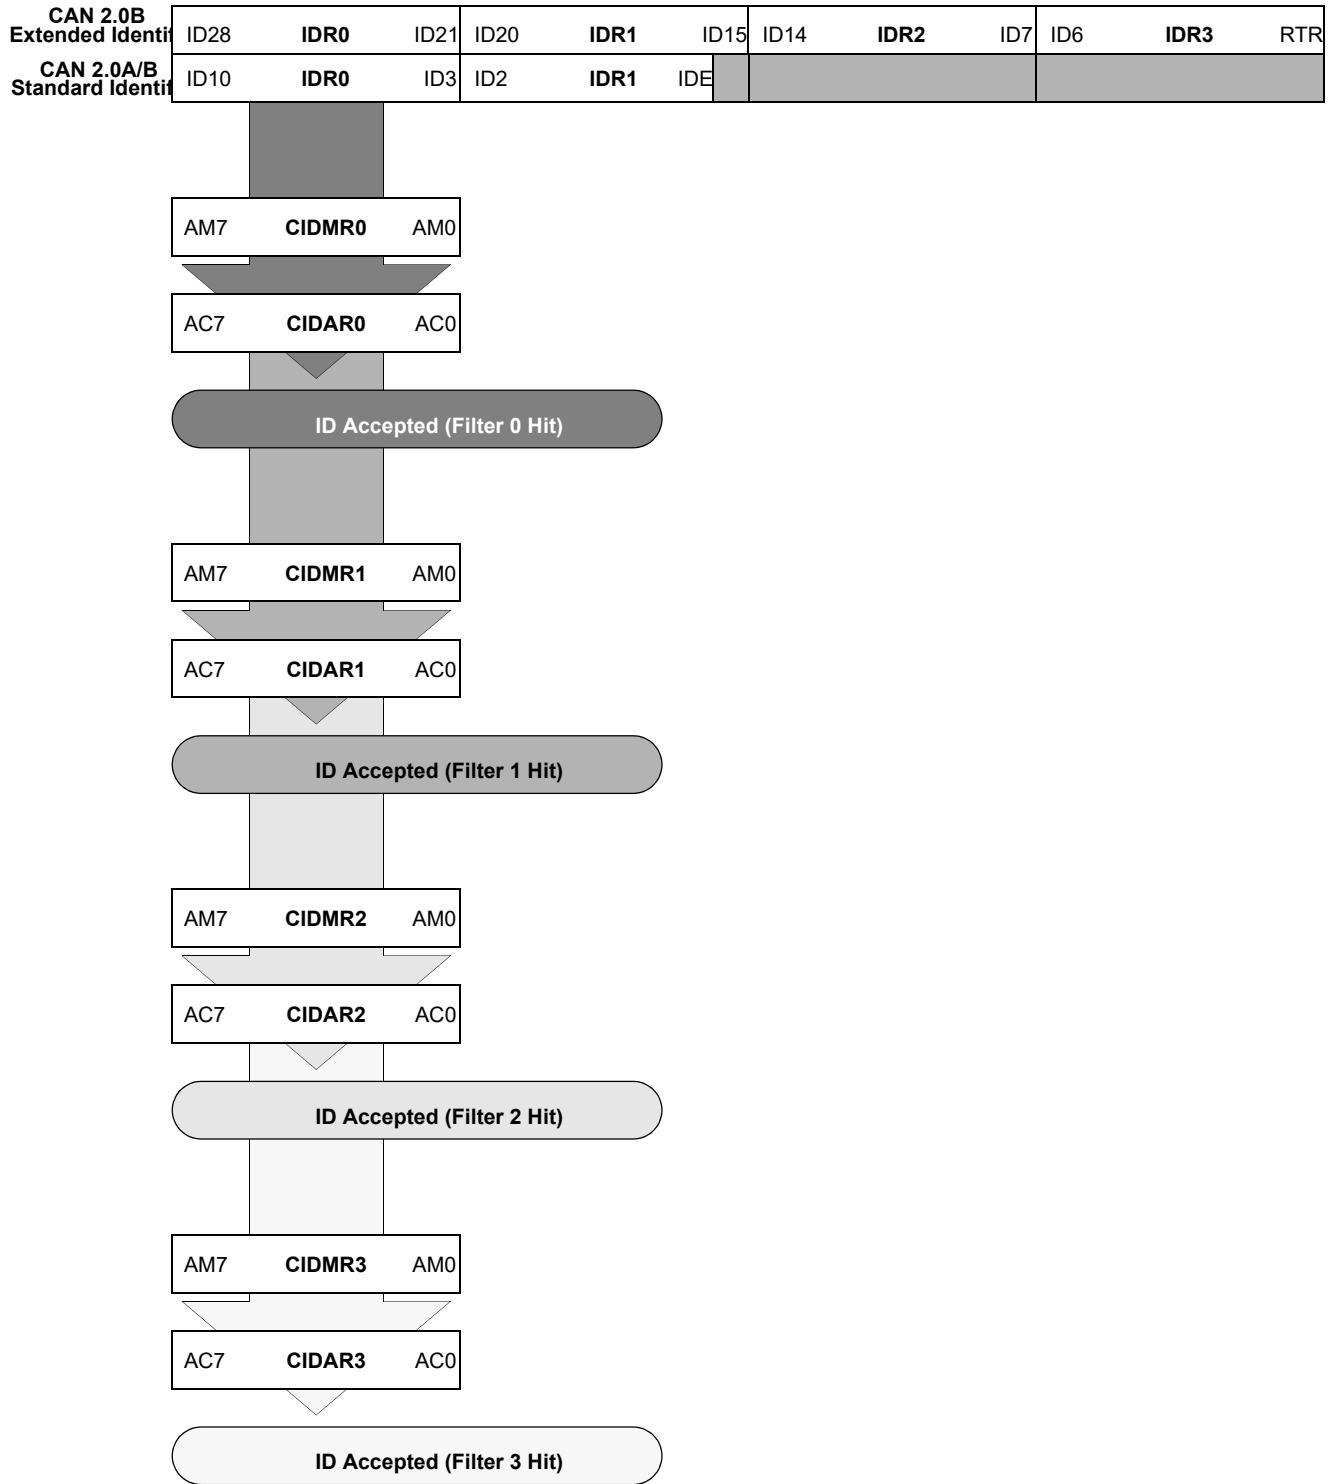 CAN 2.0B
Extended Identif
ID28 IDR0 ID21 ID20 IDR1 ID15 ID14 IDR2 ID7 ID6 IDR3 RTR
CAN 2.0A/B
Standard Identif
ID10 IDR0 ID3 ID2 IDR1 IDE
AM7 CIDMR0 AM0
AC7 CIDAR0 AC0
ID Accepted (Filter 0 Hit)
AM7 CIDMR1 AM0
AC7 CIDAR1 AC0
ID Accepted (Filter 1 Hit)
AM7 CIDMR2 AM0
AC7 CIDAR2 AC0
ID Accepted (Filter 2 Hit)
AM7 CIDMR3 AM0
AC7 CIDAR3 AC0
ID Accepted (Filter 3 Hit)